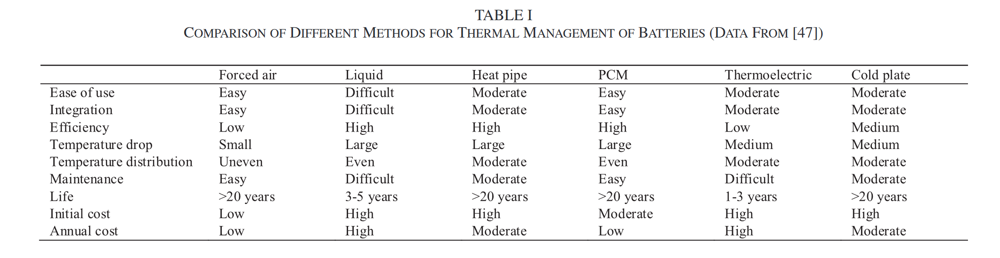 TABLE I
COMPARISON OF DIFFERENT METHODS FOR THERMAL MANAGEMENT OF BATTERIES (DATA FROM [47])
Forced air Liquid Heat pipe PCM Thermoelectric Cold plate
Ease of use Easy Difficult Moderate Easy Moderate Moderate
Integration Easy Difficult Moderate Easy Moderate Moderate
Efficiency Low High High High Low Medium
Temperature drop Small Large Large Large Medium Medium
Temperature distribution Uneven Even Moderate Even Moderate Moderate
Maintenance Easy Difficult Moderate Easy Difficult Moderate
Life >20 years 3-5 years >20 years >20 years 1-3 years >20 years
Initial cost Low High High Moderate High High
Annual cost Low High Moderate Low High Moderate